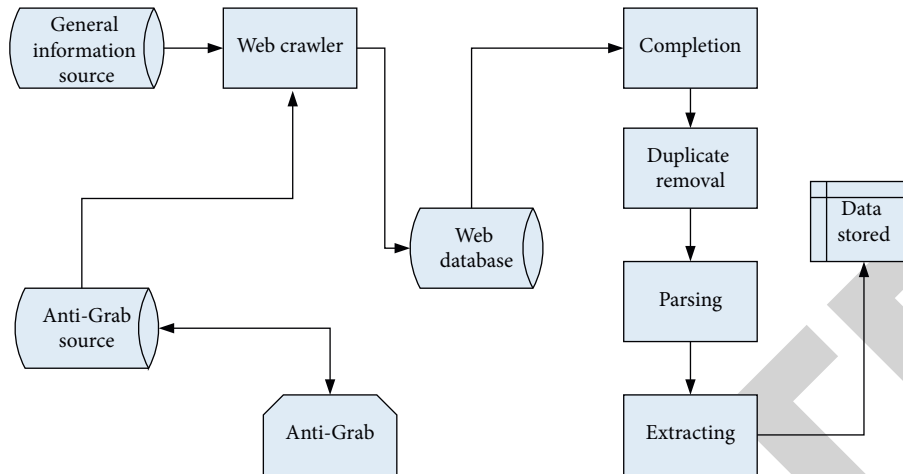 General
information
source
Web crawler
Completion
Duplicate
removal
Data
stored
Web
database
Parsing
Anti-Grab
source
Anti-Grab
Extracting